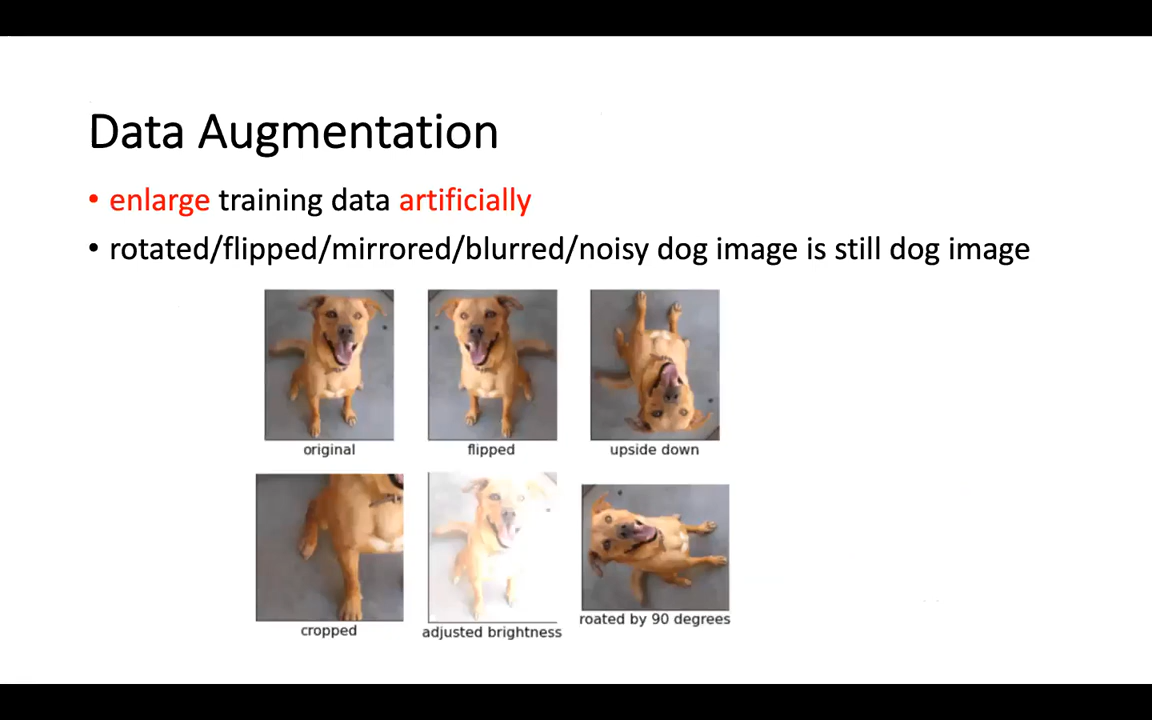 Data Augmentation
• enlarge training data artificially
• rotated/flipped/mirrored/blurred/noisy dog image is still dog image
original
flipped
upside down
cropped
adjusted brightness
roated by 90 degrees